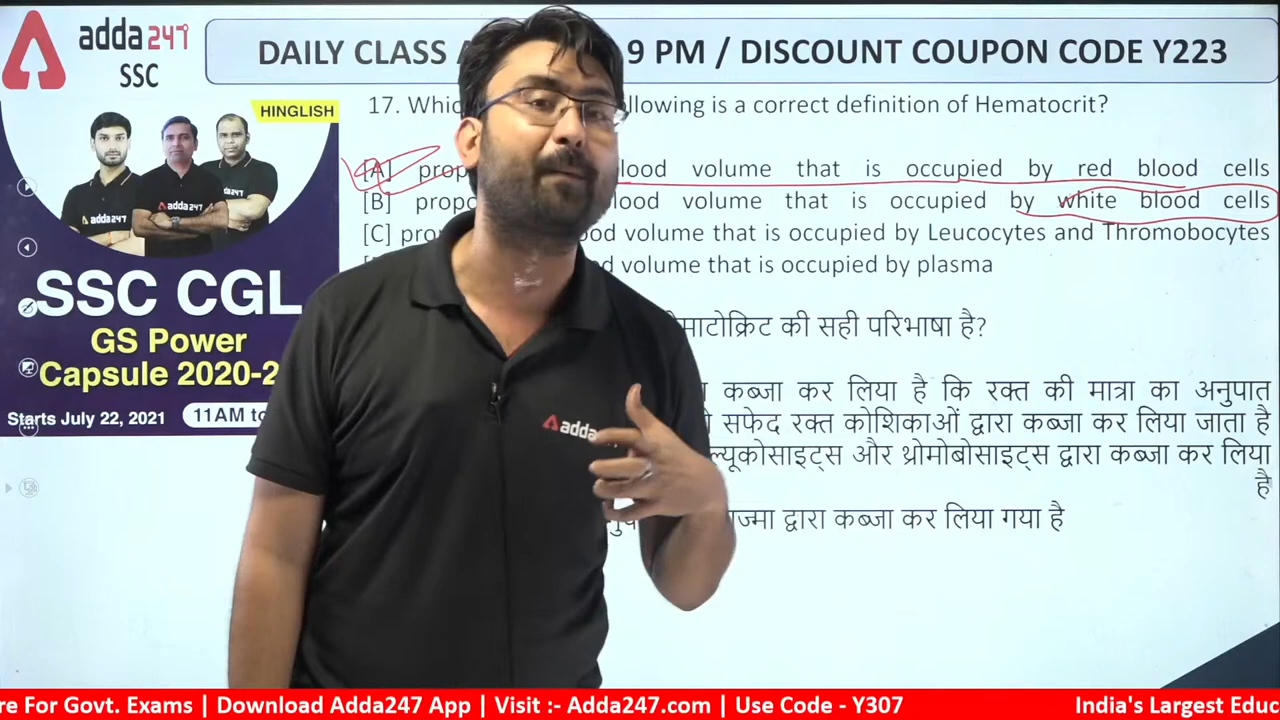 adda247
SSC
DAILY CLASS A 9 PM / DISCOUNT COUPON CODE Y223
HINGLISH
adda247
adda247
adda247
SSC CGL
GS Power
Capsule 2020-2
Starts July 22, 2021
11AM to
17. Whic ollowing is a correct definition of Hematocrit?
[A] prop lood volume that is occupied by red blood cells
[B] propo lood volume that is occupied by white blood cells
[C] pro ood volume that is occupied by Leucocytes and Thromobocytes
d volume that is occupied by plasma
माटोक्रिट की सही परिभाषा है?
कब्जा कर लिया है कि रक्त की मात्रा का अनुपात
सफेद रक्त कोशिकाओं द्वारा कब्जा कर लिया जाता है
ल्यूकोसाइट्स और थ्रोमोबोसाइट्स द्वारा कब्जा कर लिया
है
ाज्मा द्वारा कब्जा कर लिया गया है
adda
re For Govt. Exams | Download Adda247 App | Visit :- Adda247.com | Use Code - Y307
India's Largest Educ